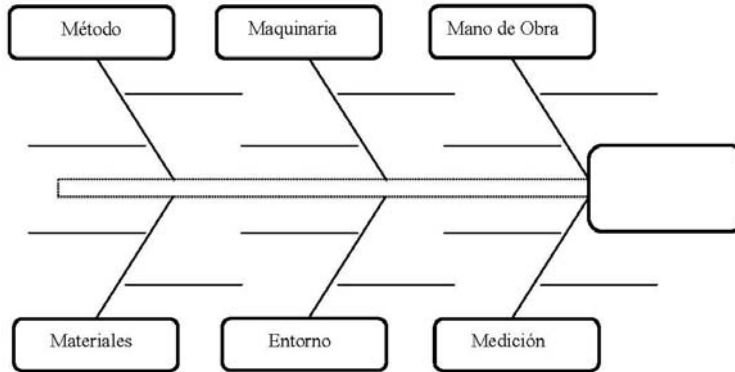 Método
Maquinaria
Mano de Obra
Materiales
Entorno
Medición